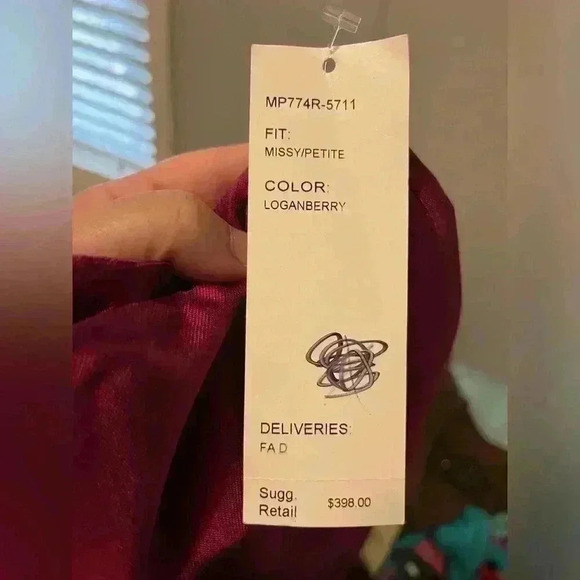 MP774R-5711
FIT:
MISSY/PETITE
COLOR:
LOGANBERRY
DELIVERIES:
FA D
Sugg.
Retail $398.00